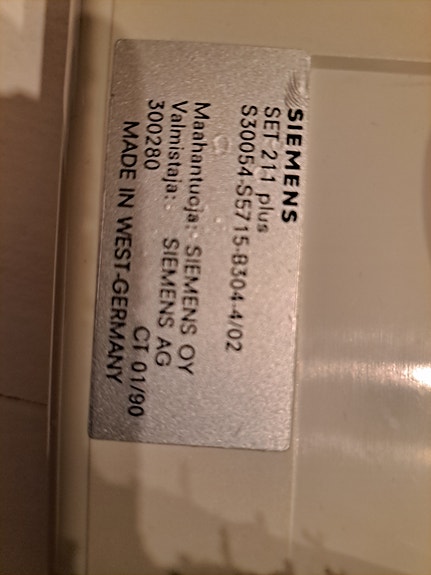 SIEMENS
SET 211 plus
S30054-S5715-B304-4/02
Maahantuoja: SIEMENS OY
Valmistaja: SIEMENS AG
300280 CT 01/90
MADE IN WEST-GERMANY